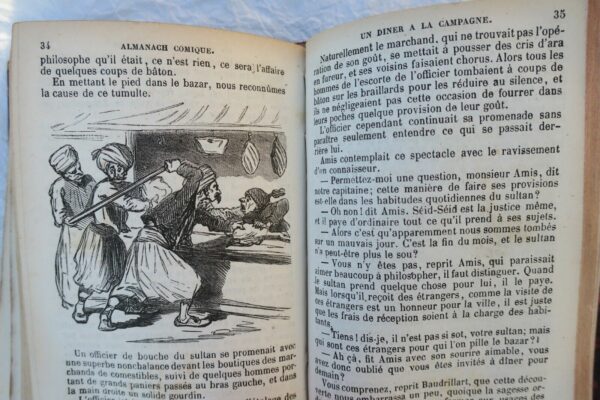 34
ALMANACH COMIQUE.
philosophe qu'il était, ce n'est rien, ce sera l'affaire
de quelques coups de bâton.
En mettant le pied dans le bazar, nous reconnûmes
la cause de ce tumulte.
Un officier de bouche du sultan se promenait avec
une superbe nonchalance devant les boutiques des mar-
chands de comestibles, suivi de quelques hommes por-
tant de grands paniers passés au bras gauche, et dans
la main droite un solide gourdin.
UN DINER A LA CAMPAGNE.
35
Naturellement le marchand, qui ne trouvait pas l'opé-
ration de son goût, se mettait à pousser des cris d'ara
en fureur, et ses voisins faisaient chorus. Alors tous les
hommes de l'escorte de l'officier tombaient à coups de
bâton sur les braillards pour les réduire au silence, et
ils ne négligeaient pas cette occasion de fourrer dans
leurs poches quelque provision de leur goût.
L'officier cependant continuait sa promenade sans
paraître seulement entendre ce qui se passait der-
rière lui.
Amis contemplait ce spectacle avec le ravissement
d'un connaisseur.
— Permettez-moi une question, monsieur Amis, dit
notre capitaine; cette manière de faire ses provisions
est-elle dans les habitudes quotidiennes du sultan?
— Oh non! dit Amis. Séid-Séid est la justice même,
et il paye d'ordinaire tout ce qu'il prend à ses sujets.
— Alors c'est qu'apparemment nous sommes tombés
sur un mauvais jour. C'est la fin du mois, et le sultan
n'a peut-être plus le sou?
— Vous n'y êtes pas, reprit Amis, qui paraissait
aimer beaucoup à philosopher, il faut distinguer. Quand
le sultan prend quelque chose pour lui, il le paye.
Mais lorsqu'il reçoit des étrangers, comme la visite de
ces étrangers est un honneur pour la ville, il est juste
que les frais de réception soient à la charge des habi-
tants.
— Tiens! dis-je, il n'est pas si sot, votre sultan; mais
qui sont ces étrangers pour qui l'on pille le bazar?
— Ah çà, fit Amis avec son sourire aimable, vous
avez donc oublié que vous êtes invités à dîner pour
demain?
Vous comprenez, reprit Baudrillart, que cette décou-
verte nous embarrassa un peu, quoique la sagesse